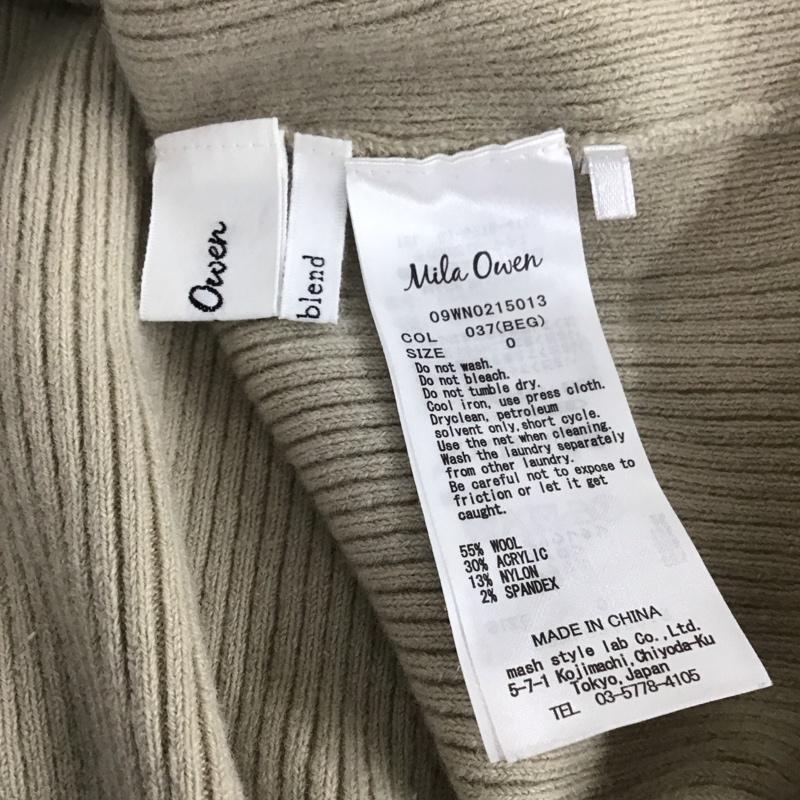 Owen
blend
Mila Owen
09WNO215013
COL 037(BEG)
SIZE 0
Do not wash.
Do not bleach.
Do not tumble dry.
Cool iron, use press cloth.
Dryclean, petroleum
solvent only,short cycle.
Use the net when cleaning.
Wash the laundry separately
from other laundry.
Be careful not to expose to
friction or let it get
caught.
55% WOOL
30% ACRYLIC
13% NYLON
2% SPANDEX
MADE IN CHINA
mash style lab Co.,Ltd.
5-7-1 Kojimachi,Chiyoda-Ku
Tokyo,Japan
TEL 03-5778-4105